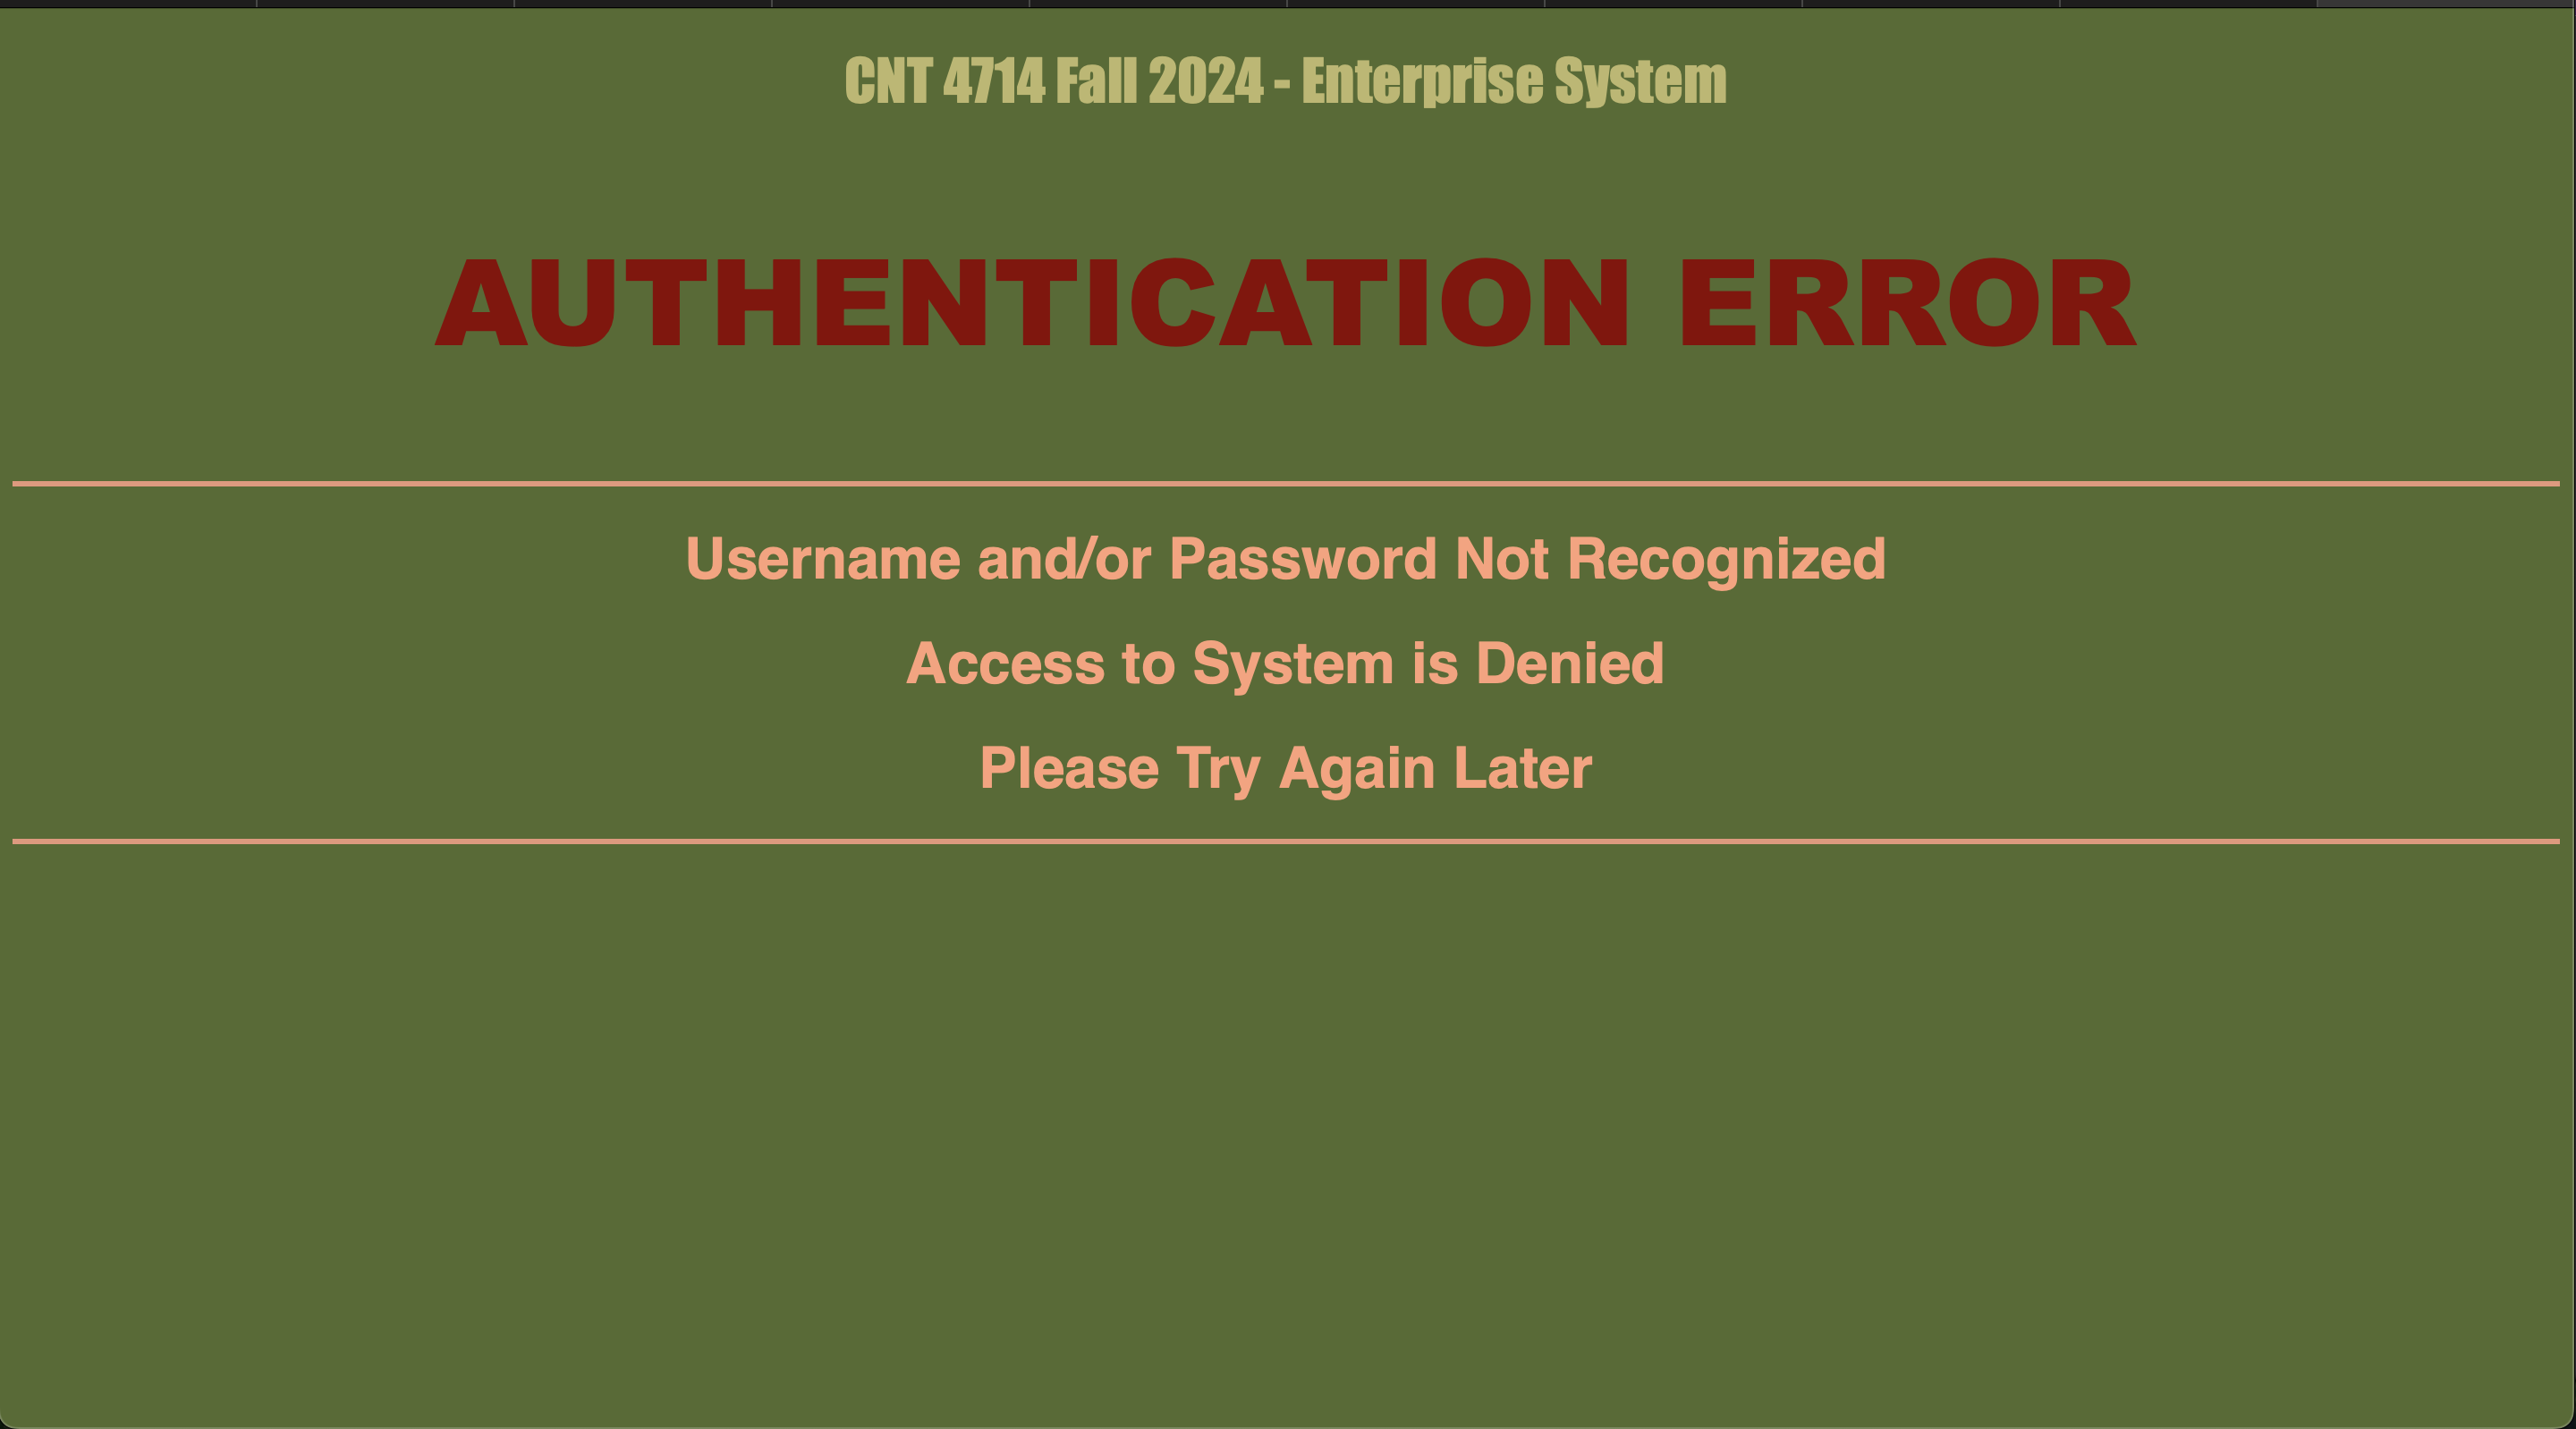 CNT 4714 Fall 2024 - Enterprise System
AUTHENTICATION ERROR
Username and/or Password Not Recognized
Access to System is Denied
Please Try Again Later